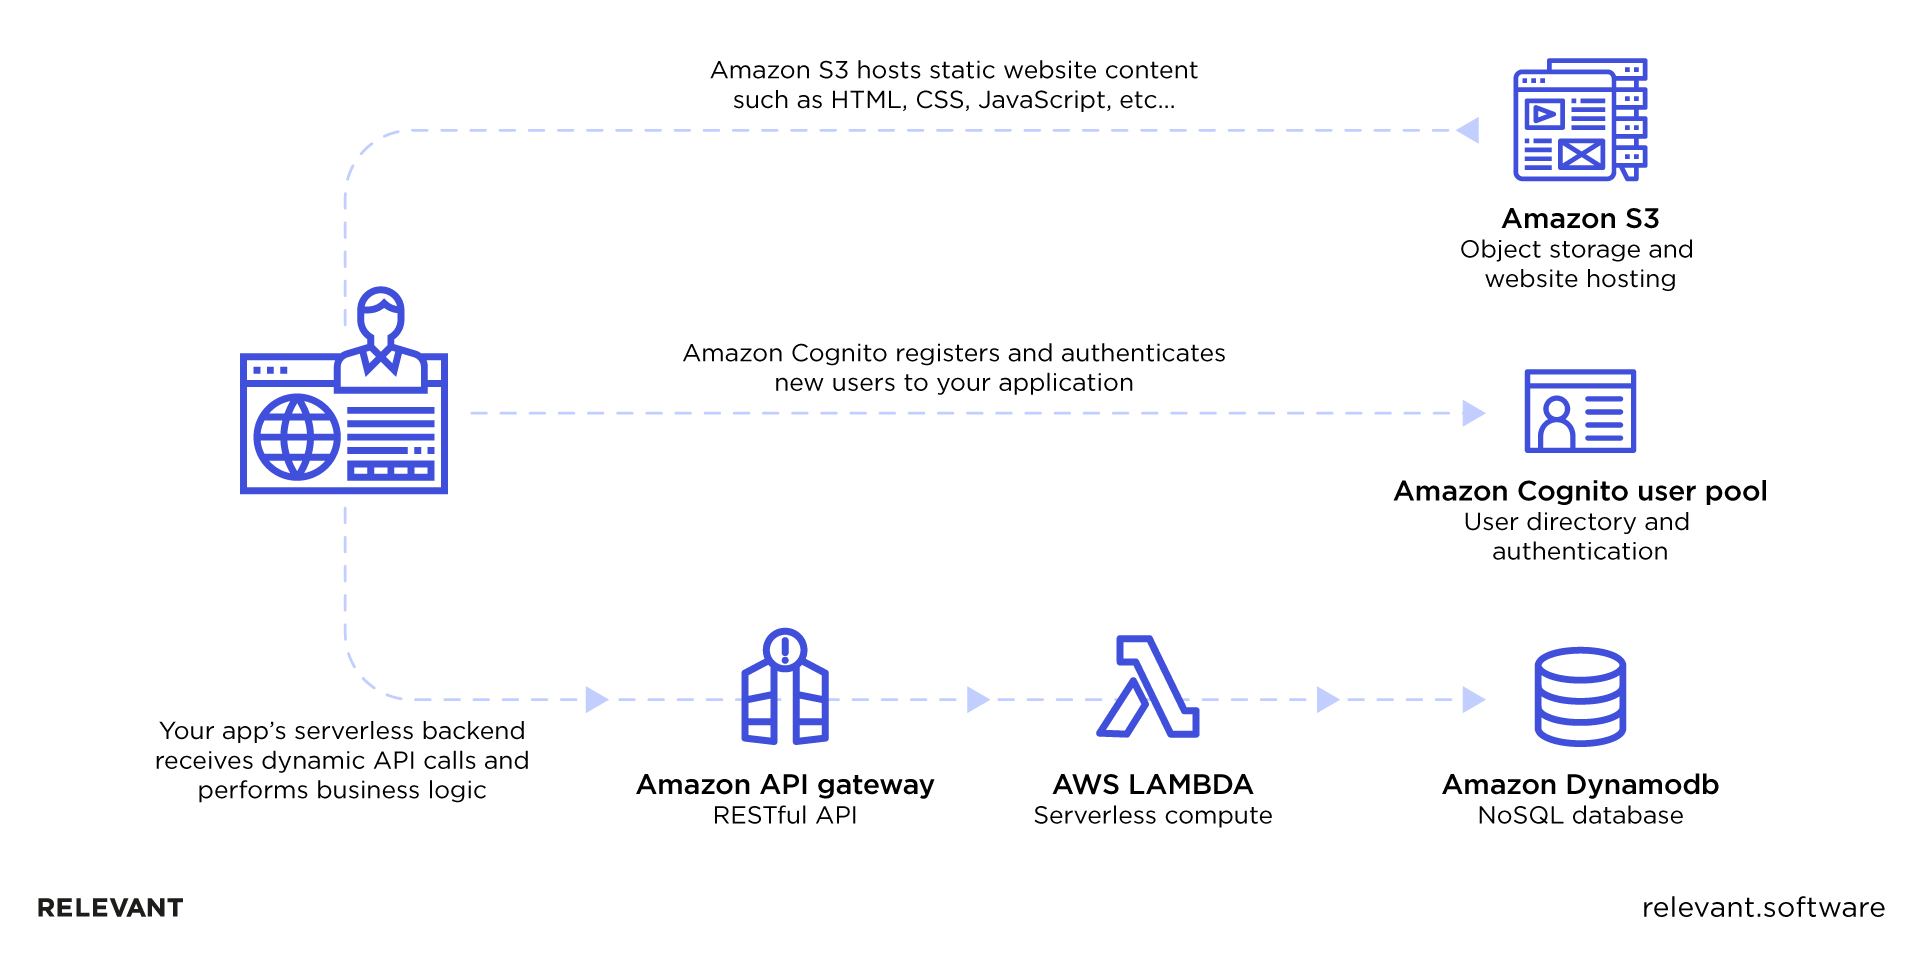 Amazon S3 hosts static website content
such as HTML, CSS, JavaScript, etc...
Amazon S3
Object storage and
website hosting
Amazon Cognito registers and authenticates
new users to your application
Amazon Cognito user pool
User directory and
authentication
Your app’s serverless backend
receives dynamic API calls and
performs business logic
Amazon API gateway
RESTful API
AWS LAMBDA
Serverless compute
Amazon Dynamodb
NoSQL database
RELEVANT
relevant.software